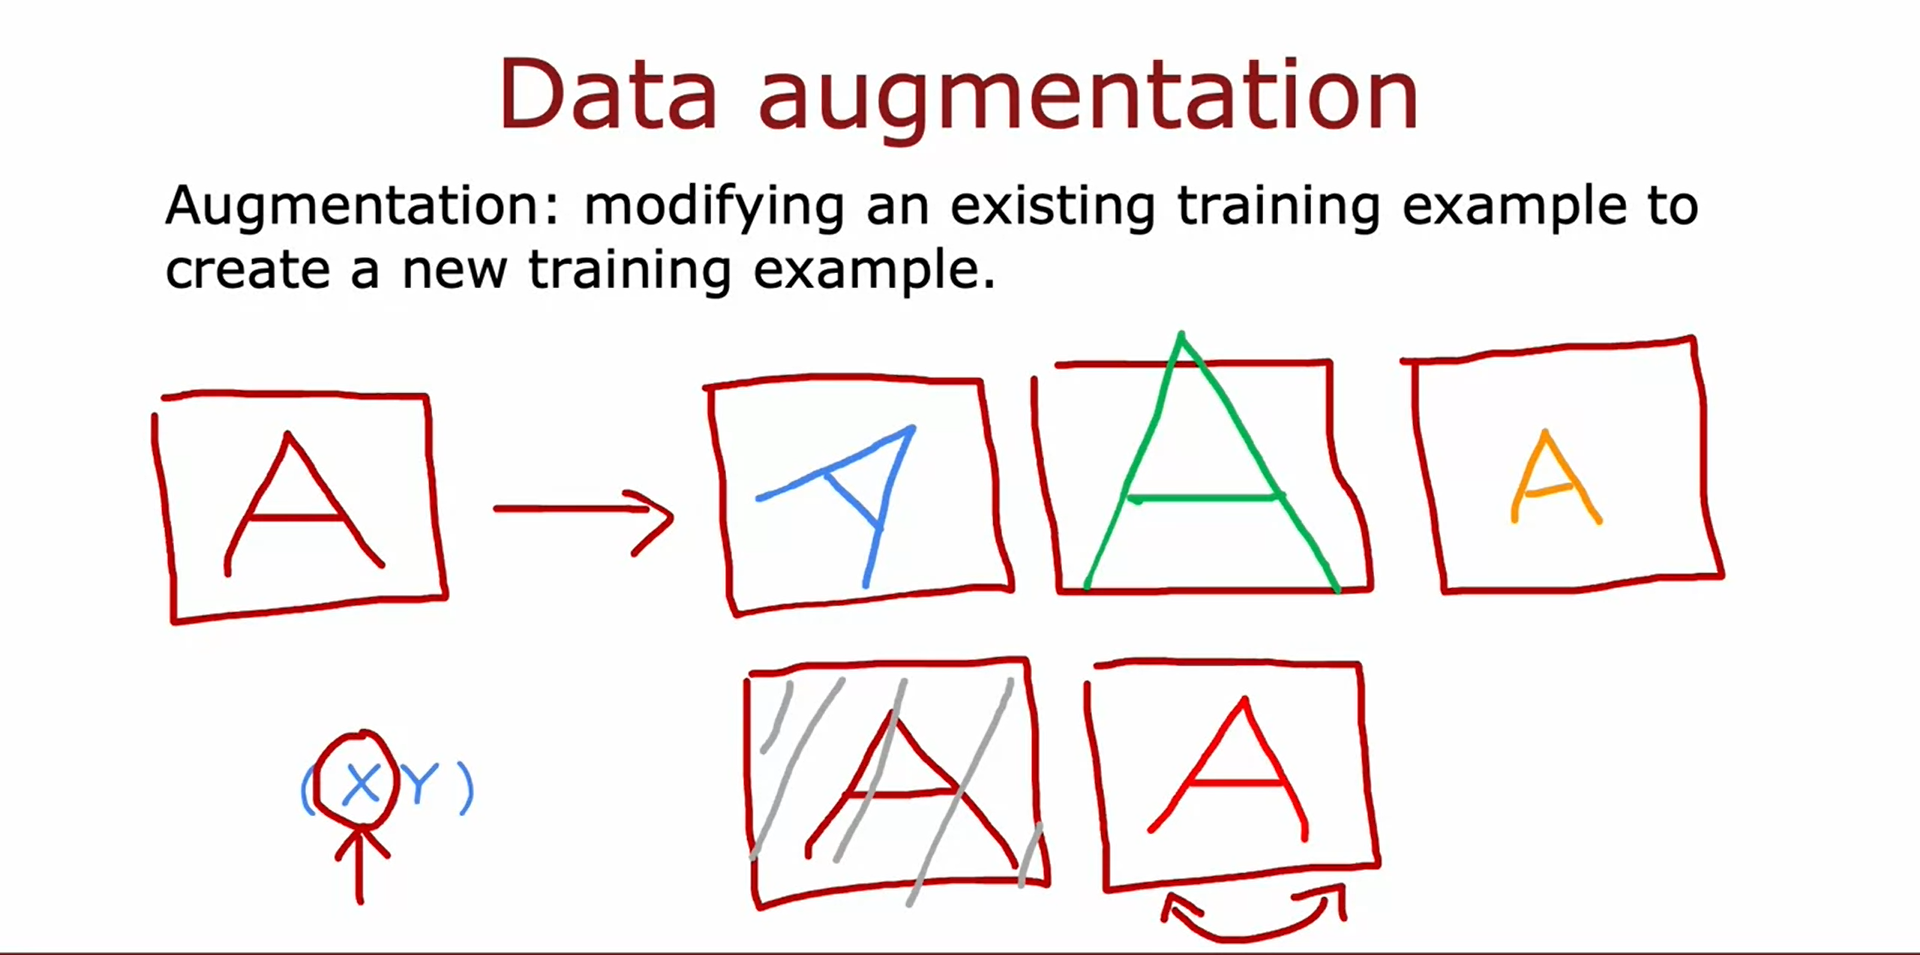 Data augmentation
Augmentation: modifying an existing training example to
create a new training example.
A
A
A
A
A
A
( X Y )